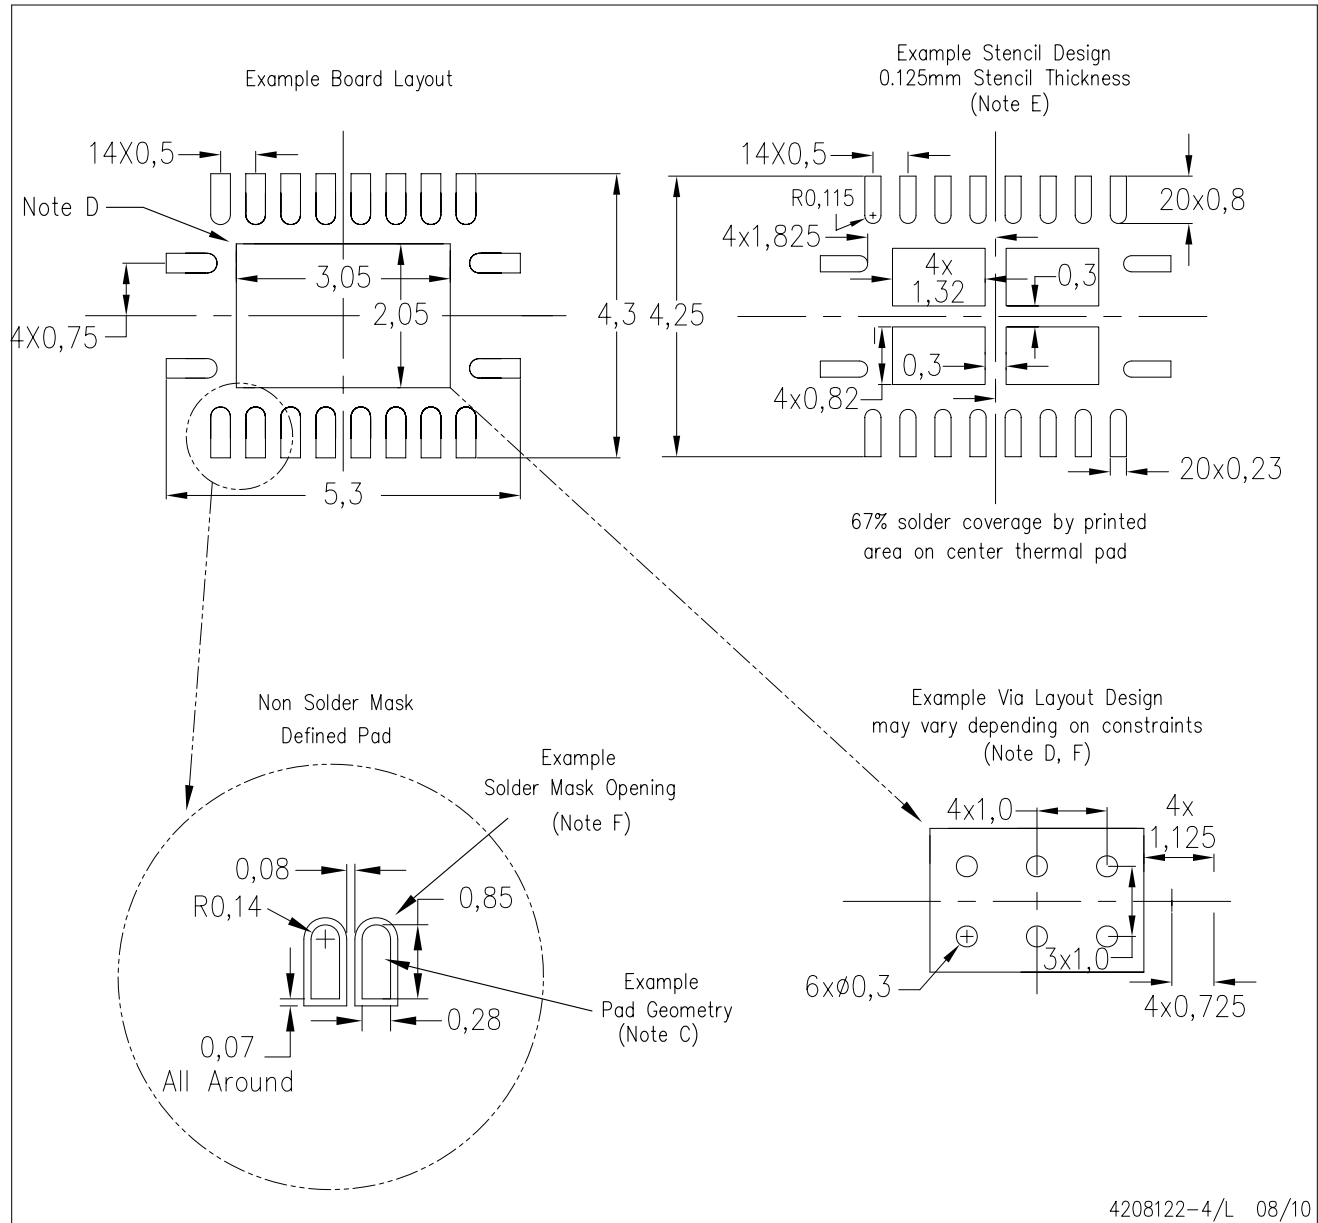 Example Board Layout
14X0,5
Note D
3,05
2,05
4X0,75
4,3
5,3
Example Stencil Design
0.125mm Stencil Thickness
(Note E)
14X0,5
R0,115
20x0,8
4x1,825
4x
1,32
0,3
4,25
0,3
4x0,82
20x0,23
67% solder coverage by printed
area on center thermal pad
Non Solder Mask
Defined Pad
Example
Solder Mask Opening
(Note F)
0,08
R0,14
0,85
Example
Pad Geometry
(Note C)
0,28
0,07
All Around
Example Via Layout Design
may vary depending on constraints
(Note D, F)
4x1,0
4x
1,125
3x1,0
6xø0,3
4x0,725
4208122-4/L 08/10